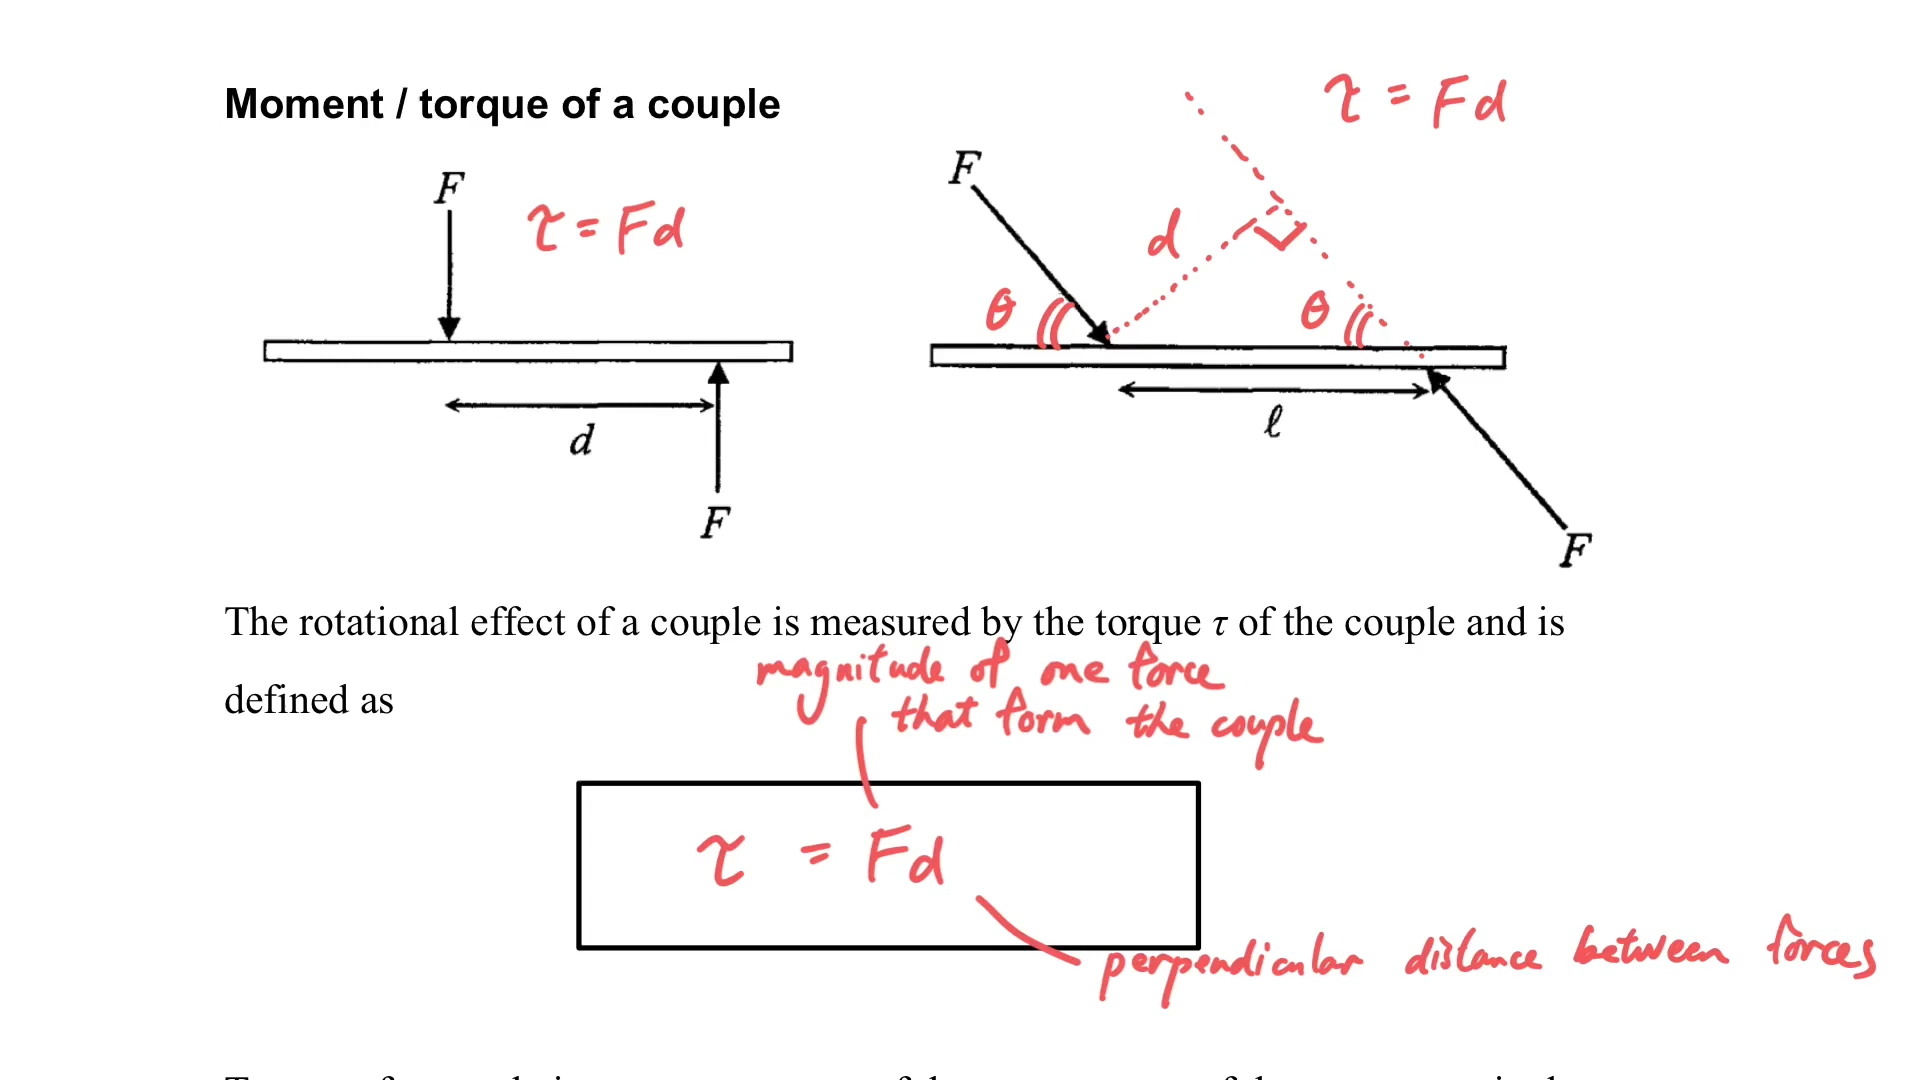 Moment / torque of a couple
τ = Fd
F
τ = Fd
F
d
θ
θ
d
ℓ
F
F
The rotational effect of a couple is measured by the torque τ of the couple and is
defined as
magnitude of one force
that form the couple
τ = Fd
perpendicular distance between forces